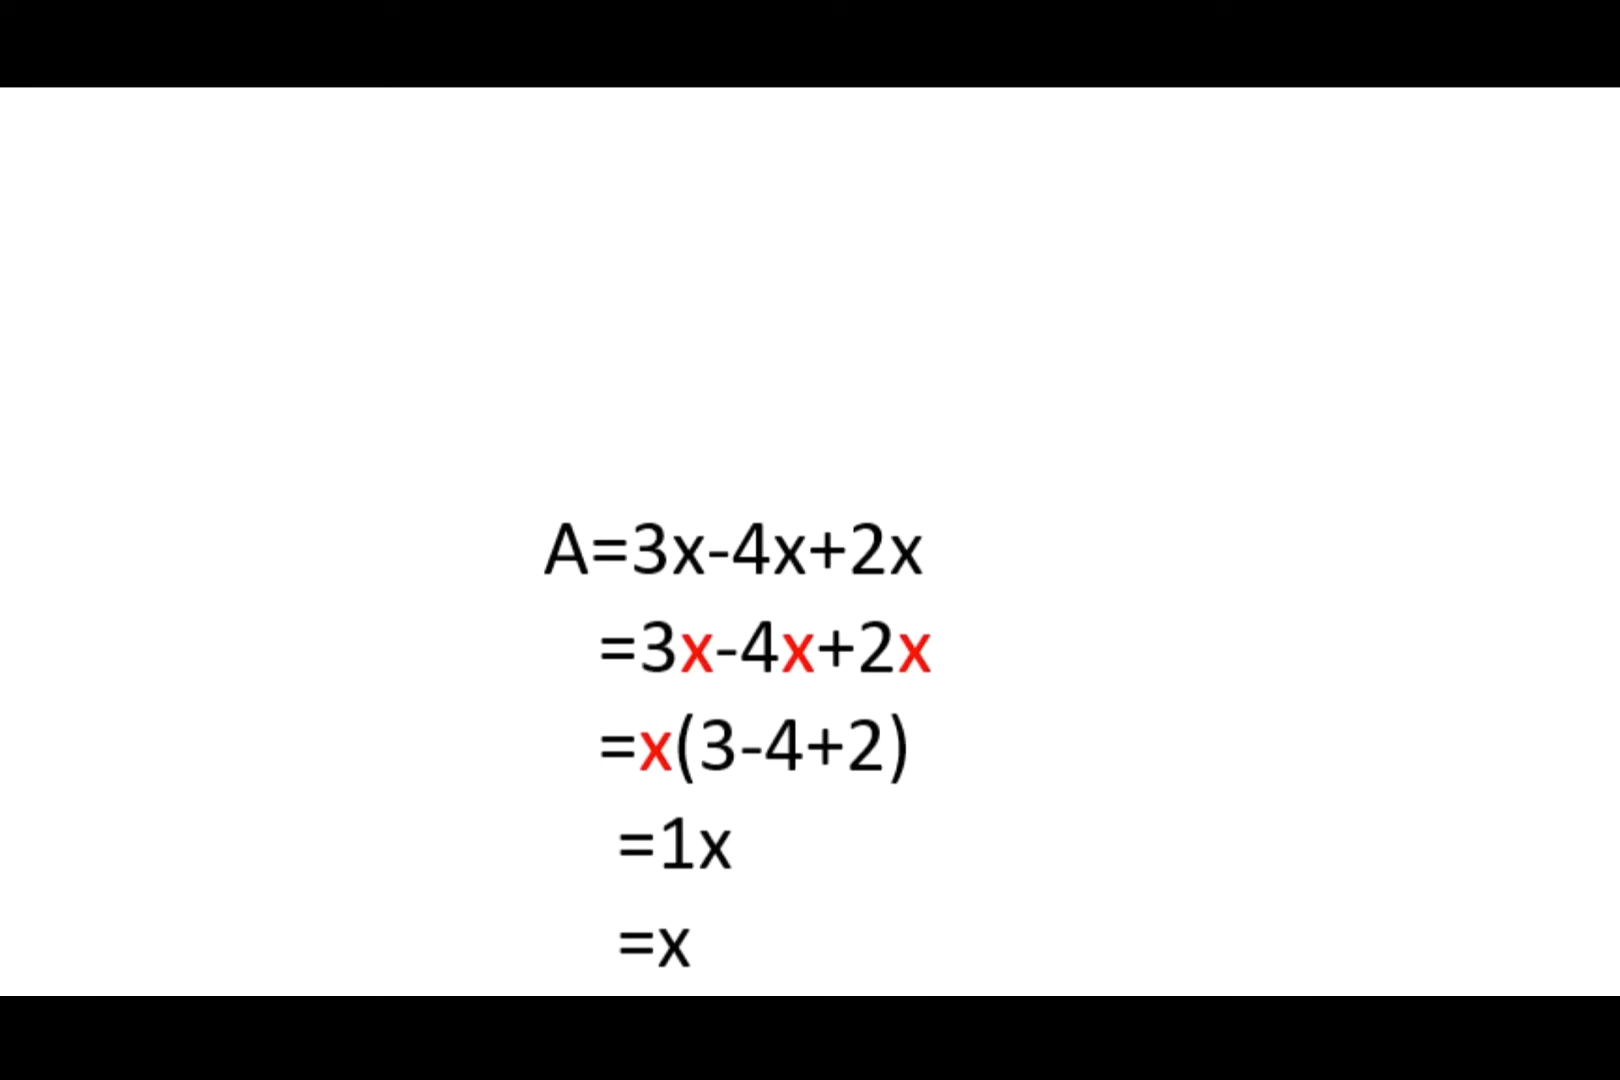 A=3x-4x+2x
=3x-4x+2x
=x(3-4+2)
=1x
=x